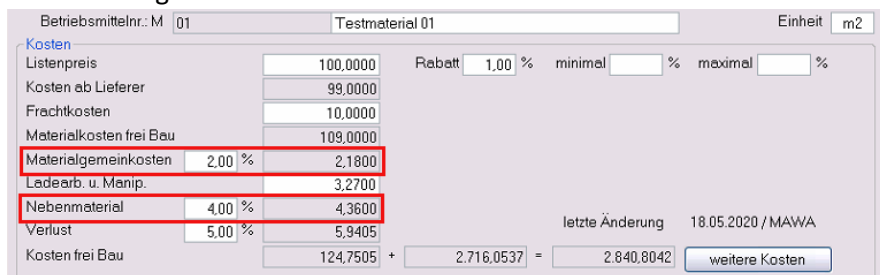 Betriebsmittelnr.: M 01 Testmaterial 01 Einheit m2
Kosten
Listenpreis 100,0000 Rabatt 1,00 % minimal % maximal %
Kosten ab Lieferer 99,0000
Frachtkosten 10,0000
Materialkosten frei Bau 109,0000
Materialgemeinkosten 2,00 % 2,1800
Ladearb. u. Manip. 3,2700
Nebenmaterial 4,00 % 4,3600
letzte Änderung 18.05.2020 / MAWA
Verlust 5,00 % 5,9405
Kosten frei Bau 124,7505 + 2.716,0537 = 2.840,8042 weitere Kosten